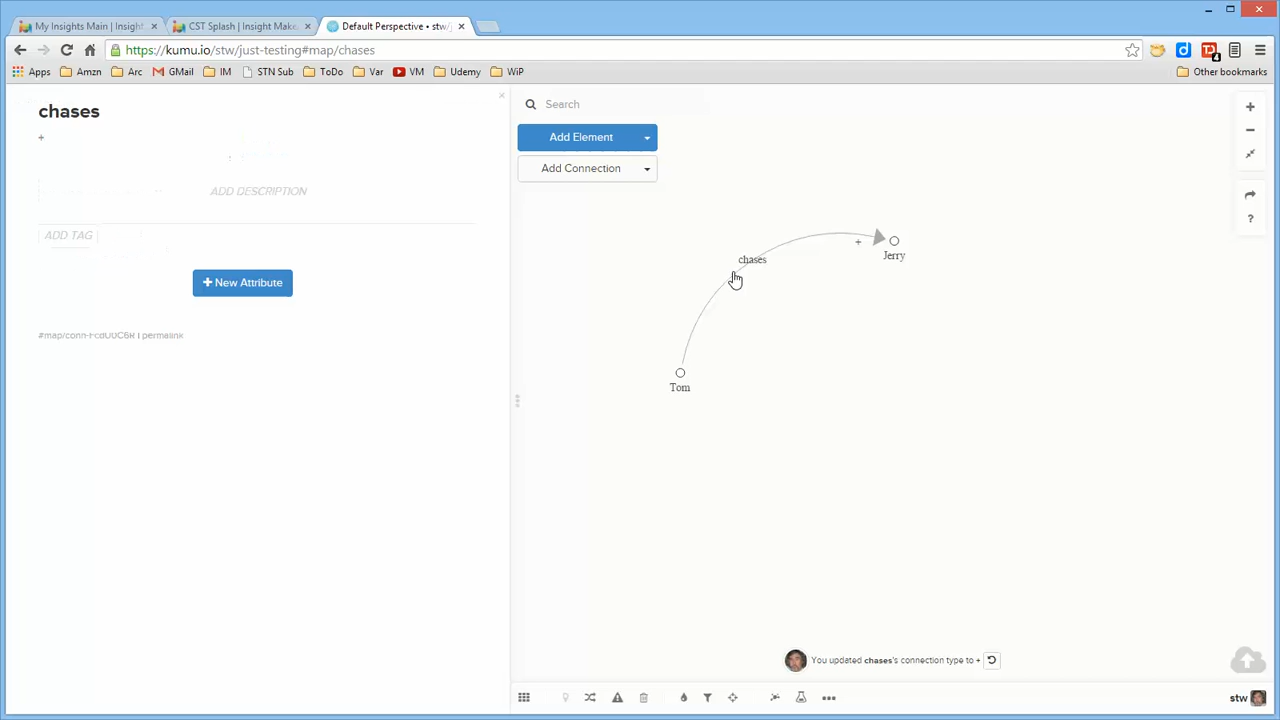 My Insights Main | Insight
CST Splash | Insight Make
Default Perspective • stw/j
https://kumu.io/stw/just-testing#map/chases
4
Apps
Amzn
Arc
GMail
IM
STN Sub
ToDo
Var
VM
Udemy
WiP
Other bookmarks
chases
+
ADD DESCRIPTION
ADD TAG
+ New Attribute
#map/conn-FcdU0C6R | permalink
Search
Add Element
Add Connection
+
−
?
+
Jerry
chases
Tom
You updated chases's connection type to +
stw